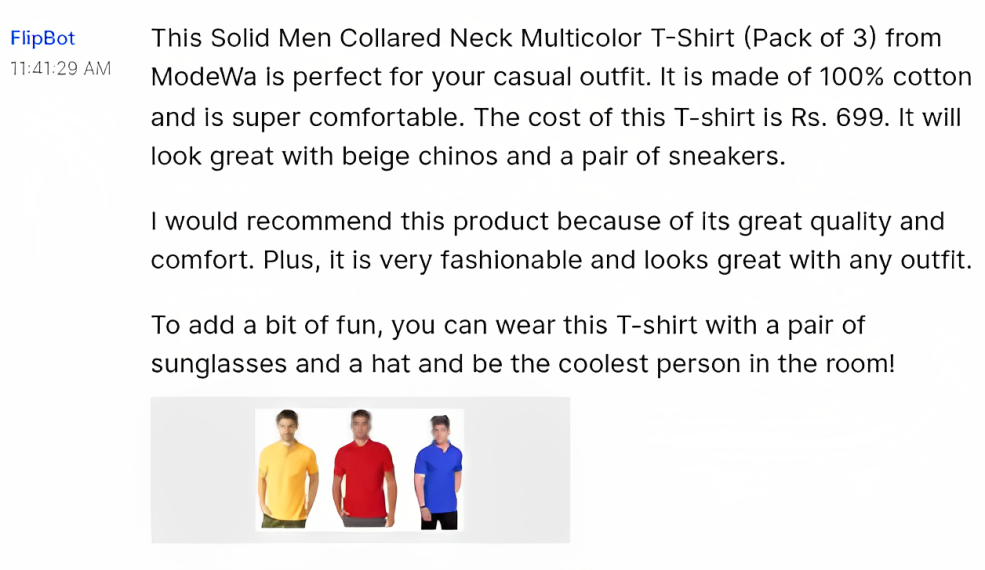 FlipBot
11:41:29 AM
This Solid Men Collared Neck Multicolor T-Shirt (Pack of 3) from
ModeWa is perfect for your casual outfit. It is made of 100% cotton
and is super comfortable. The cost of this T-shirt is Rs. 699. It will
look great with beige chinos and a pair of sneakers.
I would recommend this product because of its great quality and
comfort. Plus, it is very fashionable and looks great with any outfit.
To add a bit of fun, you can wear this T-shirt with a pair of
sunglasses and a hat and be the coolest person in the room!